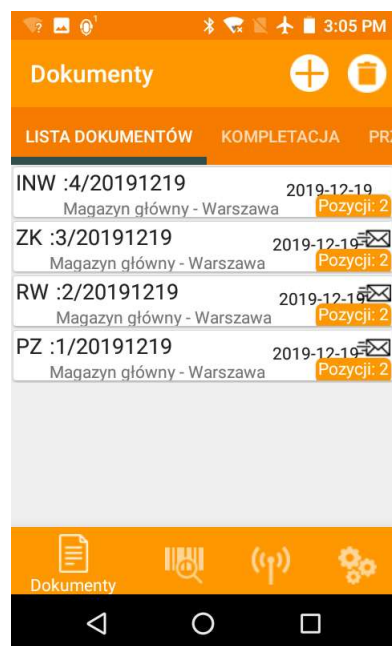 3:05 PM
Dokumenty
LISTA DOKUMENTÓW KOMPLETACJA PRZ
INW :4/20191219 2019-12-19
Magazyn główny - Warszawa Pozycji: 2
ZK :3/20191219 2019-12-19
Magazyn główny - Warszawa Pozycji: 2
RW :2/20191219 2019-12-19
Magazyn główny - Warszawa Pozycji: 2
PZ :1/20191219 2019-12-19
Magazyn główny - Warszawa Pozycji: 2
Dokumenty